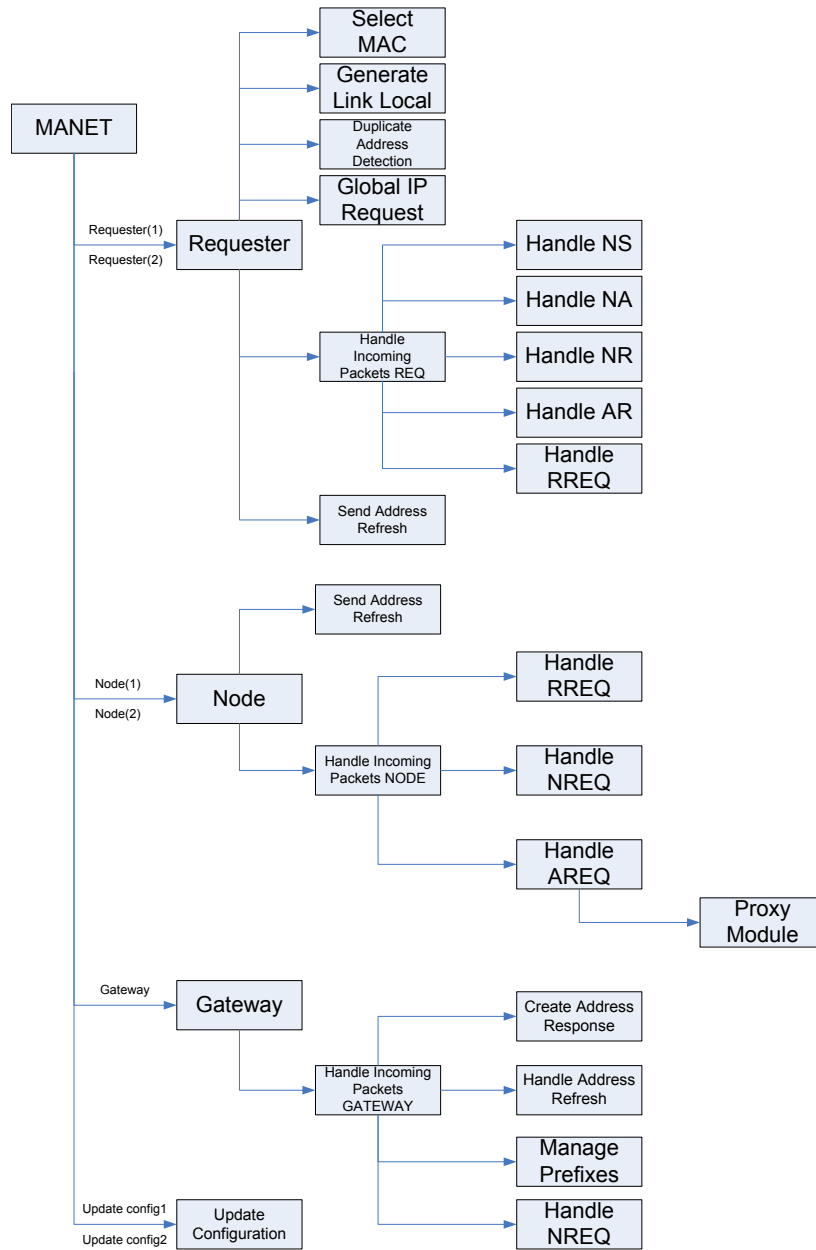 Select
MAC
Generate
Link Local
MANET
Duplicate
Address
Detection
Global IP
Request
Requester(1)
Requester(2)
Requester
Handle NS
Handle NA
Handle
Incoming
Packets REQ
Handle NR
Handle AR
Handle
RREQ
Send Address
Refresh
Send Address
Refresh
Node(1)
Node(2)
Node
Handle
RREQ
Handle Incoming
Packets NODE
Handle
NREQ
Handle
AREQ
Proxy
Module
Gateway
Gateway
Create Address
Response
Handle Incoming
Packets
GATEWAY
Handle Address
Refresh
Manage
Prefixes
Update config1
Update config2
Update
Configuration
Handle
NREQ